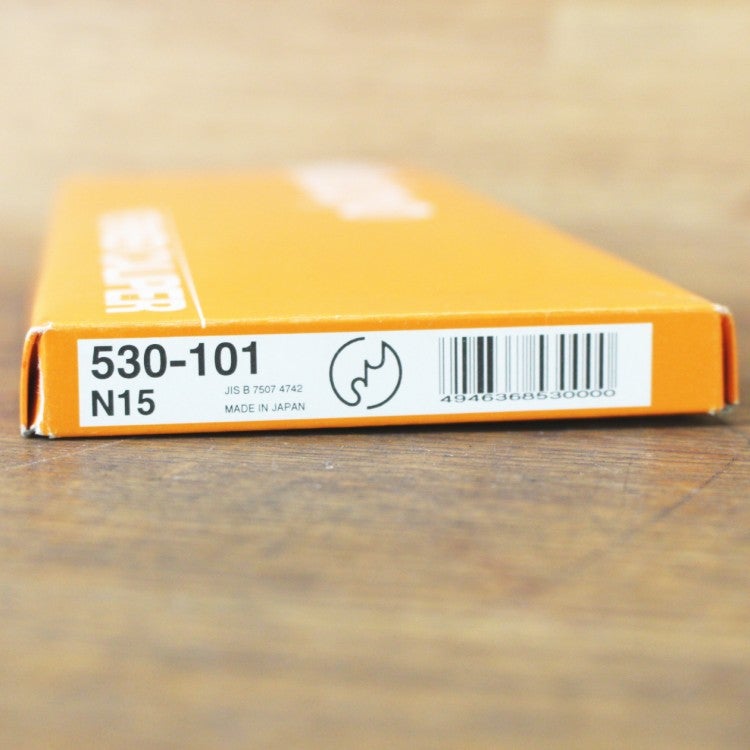 530-101
N15
JIS B 7507 4742
MADE IN JAPAN
4946368530000